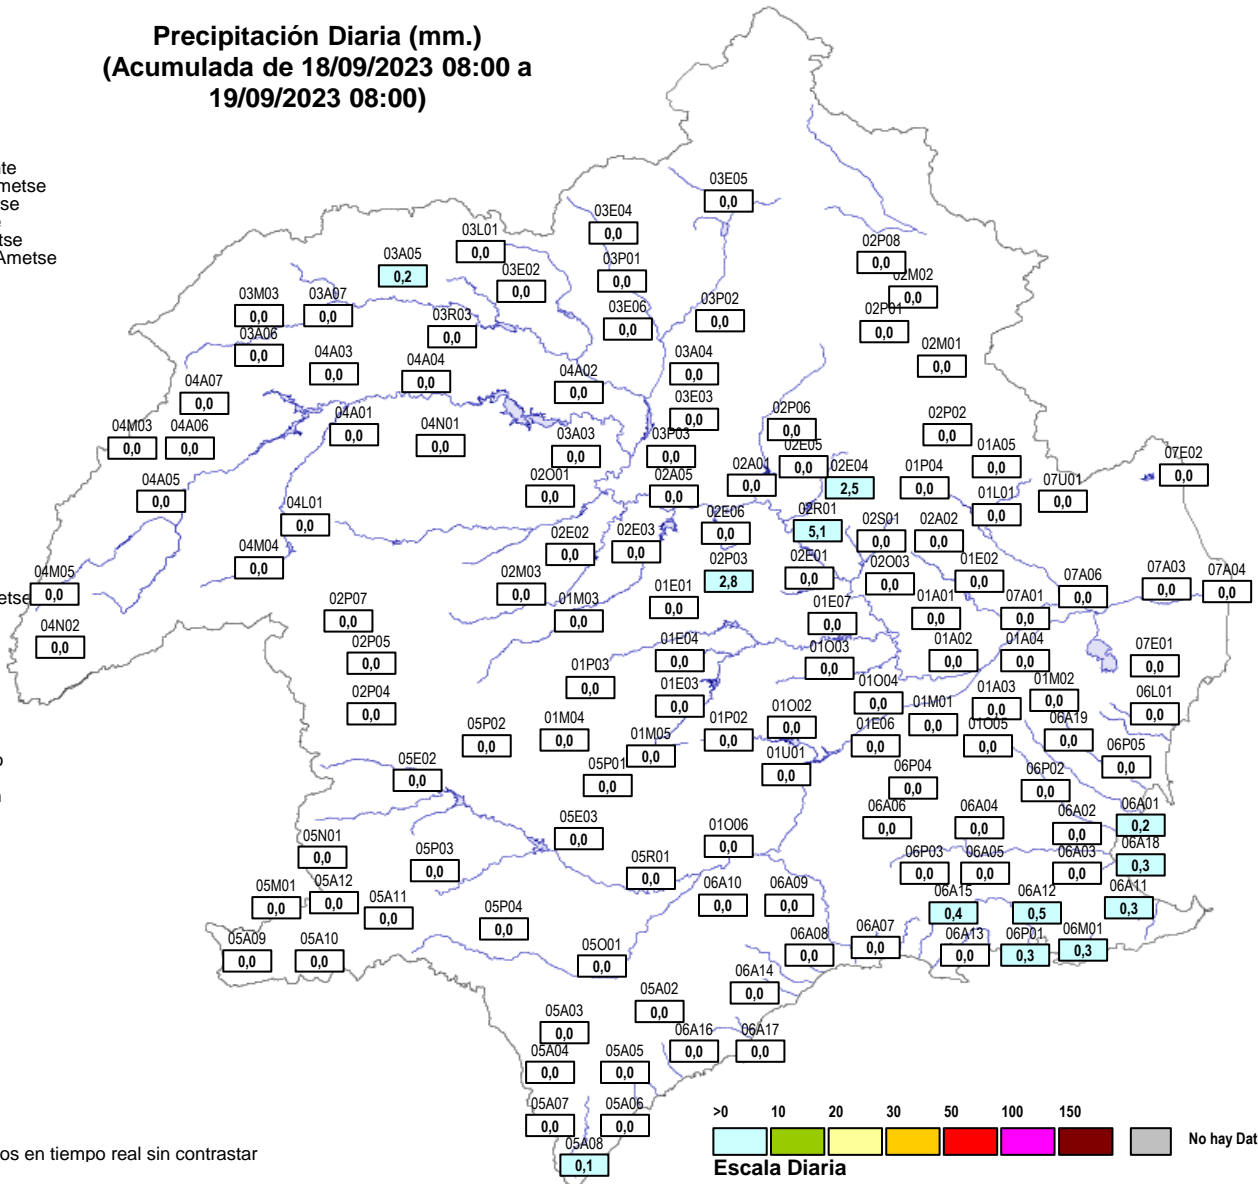 Precipitación Diaria (mm.)
(Acumulada de 18/09/2023 08:00 a
19/09/2023 08:00)
nte
metse
se
e
tse
Ametse
03E05
0,0
03E04
0,0
03L01
0,0
03A05
0,2
03E02
0,0
03P01
0,0
02P08
0,0
02M02
0,0
03M03
0,0
03A07
0,0
03R03
0,0
03E06
0,0
03P02
0,0
02P01
0,0
03A06
0,0
04A03
0,0
04A04
0,0
04A02
0,0
03A04
0,0
02M01
0,0
04A07
0,0
03E03
0,0
04M03
0,0
04A06
0,0
04A01
0,0
04N01
0,0
03A03
0,0
03P03
0,0
02P06
0,0
02P02
0,0
02E05
0,0
01A05
0,0
07E02
0,0
04A05
0,0
02O01
0,0
02A05
0,0
02A01
0,0
02E04
2,5
01P04
0,0
07U01
0,0
01L01
0,0
04L01
0,0
02E06
0,0
02R01
5,1
02S01
0,0
02A02
0,0
04M04
0,0
02E02
0,0
02E03
0,0
02P03
2,8
02E01
0,0
02O03
0,0
01E02
0,0
04M05
0,0
etse
02M03
0,0
01M03
0,0
01E01
0,0
07A06
0,0
07A03
0,0
07A04
0,0
04N02
0,0
02P07
0,0
01E07
0,0
01A01
0,0
07A01
0,0
02P05
0,0
01E04
0,0
01O03
0,0
01A02
0,0
01A04
0,0
07E01
0,0
02P04
0,0
01P03
0,0
01E03
0,0
01O04
0,0
01A03
0,0
01M02
0,0
06L01
0,0
05P02
0,0
01M04
0,0
01M05
0,0
01P02
0,0
01O02
0,0
01E06
0,0
01M01
0,0
01O05
0,0
06A19
0,0
06P05
0,0
o
a
05E02
0,0
05P01
0,0
01U01
0,0
06P04
0,0
06P02
0,0
05E03
0,0
01O06
0,0
06A06
0,0
06A04
0,0
06A02
0,0
06A01
0,2
05N01
0,0
05P03
0,0
05R01
0,0
06P03
0,0
06A05
0,0
06A03
0,0
06A18
0,3
05M01
0,0
05A12
0,0
05A11
0,0
05P04
0,0
06A10
0,0
06A09
0,0
06A15
0,4
06A12
0,5
06A11
0,3
05A09
0,0
05A10
0,0
05O01
0,0
06A08
0,0
06A07
0,0
06A13
0,0
06P01
0,3
06M01
0,3
06A14
0,0
05A02
0,0
05A03
0,0
06A16
0,0
06A17
0,0
05A04
0,0
05A05
0,0
05A07
0,0
05A06
0,0
05A08
0,1
os en tiempo real sin contrastar
>0 10 20 30 50 100 150
No hay Dat
Escala Diaria